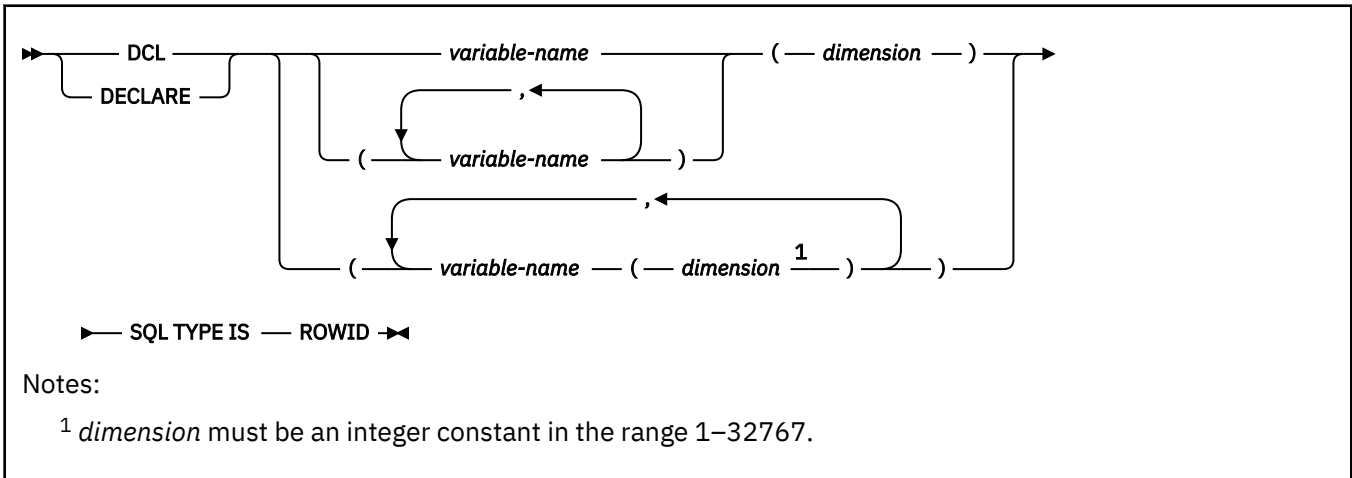 DCL variable-name ( dimension )
DECLARE
,
( variable-name )
,
( variable-name ( dimension 1 ) )
SQL TYPE IS ROWID
Notes:
1 dimension must be an integer constant in the range 1–32767.